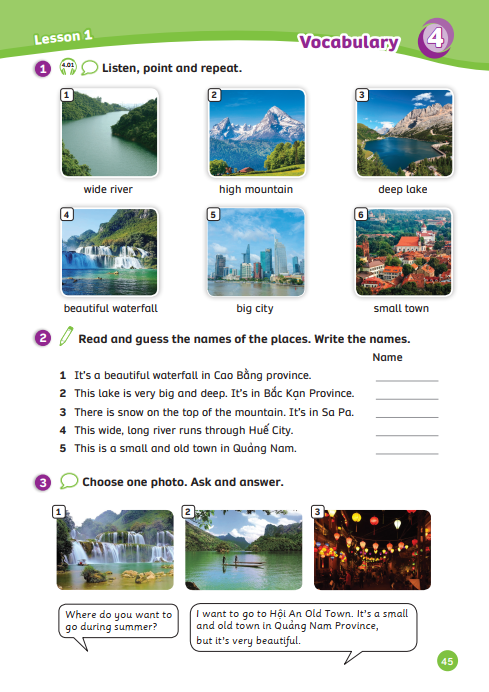 Lesson 1
Vocabulary 4
1 4.01 Listen, point and repeat.
1
2
3
wide river
high mountain
deep lake
4
5
6
beautiful waterfall
big city
small town
2 Read and guess the names of the places. Write the names.
Name
1 It's a beautiful waterfall in Cao Bằng province.
2 This lake is very big and deep. It's in Bắc Kạn Province.
3 There is snow on the top of the mountain. It's in Sa Pa.
4 This wide, long river runs through Huế City.
5 This is a small and old town in Quảng Nam.
3 Choose one photo. Ask and answer.
1
2
3
Where do you want to
go during summer?
I want to go to Hội An Old Town. It's a small
and old town in Quảng Nam Province,
but it's very beautiful.
45